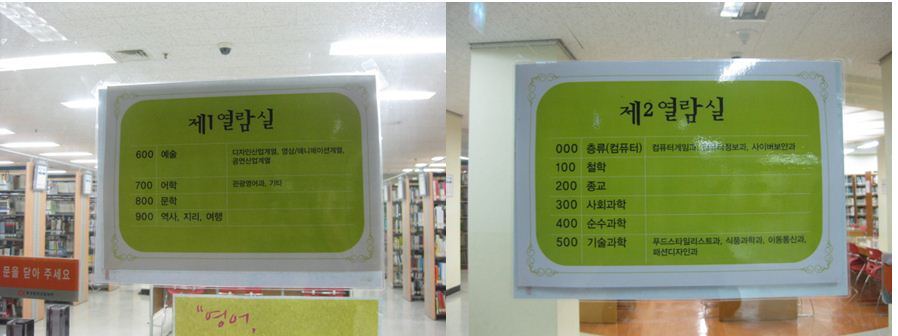 제1열람실
600 예술 디자인산업계열, 영상/애니메이션계열,
공연산업계열
700 어학 관광영어과, 기타
800 문학
900 역사, 지리, 여행
문을 닫아 주세요
"영어,
제2열람실
000 총류(컴퓨터) 컴퓨터게임과, 사이버보안과
100 철학
200 종교
300 사회과학
400 순수과학
500 기술과학 푸드스타일리스트과, 식품과학과, 이동통신과,
패션디자인과